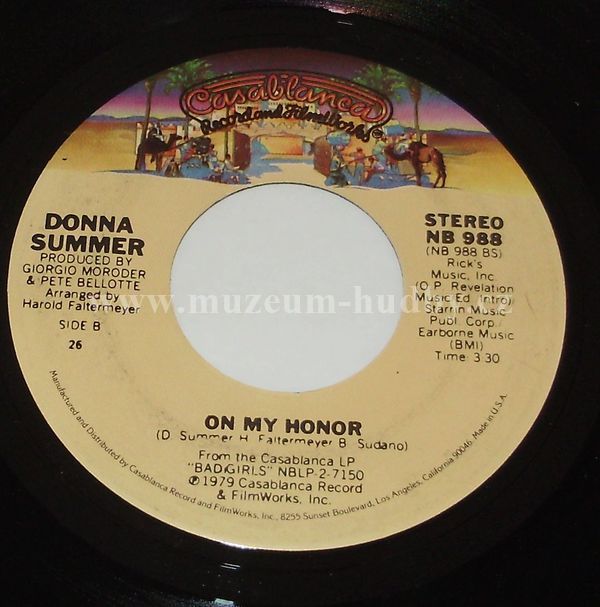 Casablanca
Record and FilmWorks
DONNA
SUMMER
PRODUCED BY
GIORGIO MORODER
& PETE BELLOTTE
Arranged by
Harold Faltermeyer
SIDE B
26
STEREO
NB 988
(NB 988 BS)
Rick's
Music, Inc.
(O.P. Revelation
Music Ed. Intro)
Starrin Music
Publ. Corp./
Earborne Music
(BMI)
Time: 3:30
www.muzeum-hudby.cz
ON MY HONOR
(D. Summer H. Faltermeyer B. Sudano)
From the Casablanca LP
"BAD GIRLS" NBLP-2-7150
℗ 1979 Casablanca Record
& FilmWorks, Inc.
Manufactured and Distributed by Casablanca Record and FilmWorks, Inc., 8255 Sunset Boulevard, Los Angeles, California 90046. Made in U.S.A.